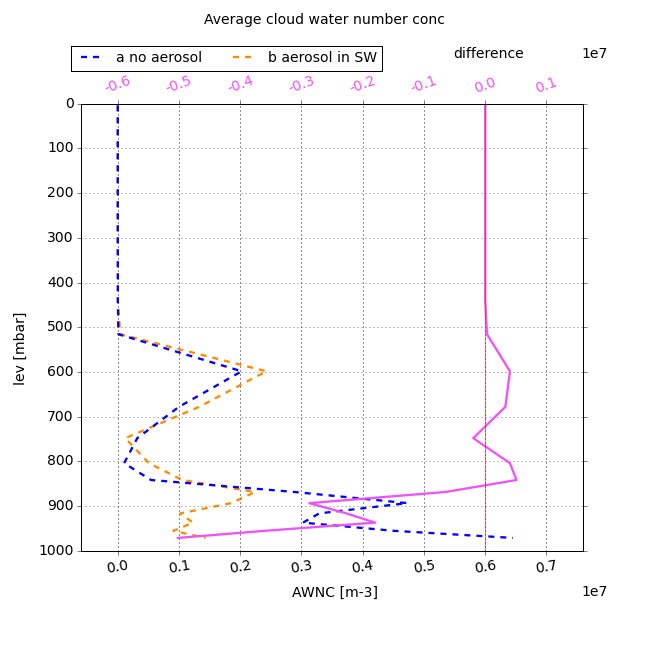 Average cloud water number conc
a no aerosol b aerosol in SW difference 1e7
-0.6 -0.5 -0.4 -0.3 -0.2 -0.1 0.0 0.1
0
100
200
300
400
500
600
700
800
900
1000
lev [mbar]
0.0 0.1 0.2 0.3 0.4 0.5 0.6 0.7
AWNC [m-3] 1e7